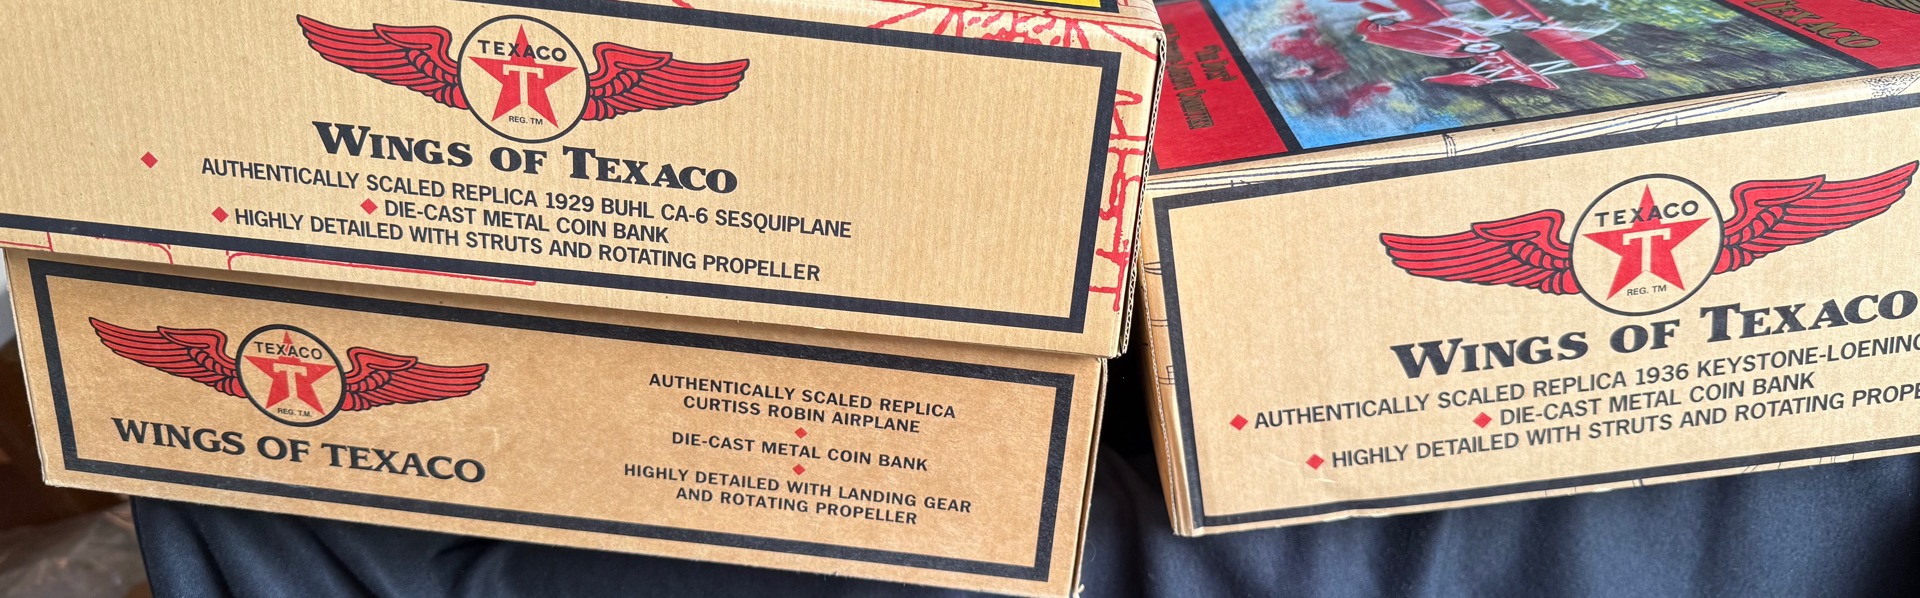 TEXACO
T
REG. TM
WINGS OF TEXACO
AUTHENTICALLY SCALED REPLICA 1929 BUHL CA-6 SESQUIPLANE
DIE-CAST METAL COIN BANK
HIGHLY DETAILED WITH STRUTS AND ROTATING PROPELLER
TEXACO
T
REG. T.M.
WINGS OF TEXACO
AUTHENTICALLY SCALED REPLICA
CURTISS ROBIN AIRPLANE
DIE-CAST METAL COIN BANK
HIGHLY DETAILED WITH LANDING GEAR
AND ROTATING PROPELLER
TEXACO
TEXACO
T
REG. TM
WINGS OF TEXACO
AUTHENTICALLY SCALED REPLICA 1936 KEYSTONE-LOENING
DIE-CAST METAL COIN BANK
HIGHLY DETAILED WITH STRUTS AND ROTATING PROPE